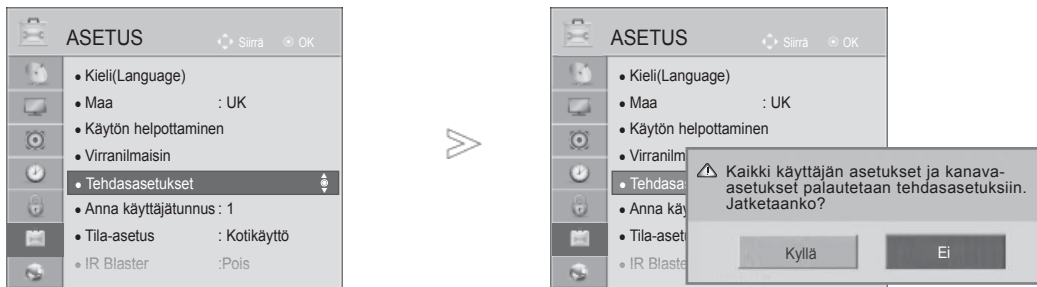 ASETUS
Siirrä OK
• Kieli(Language)
• Maa : UK
• Käytön helpottaminen
• Virranilmaisin
• Tehdasasetukset
• Anna käyttäjätunnus : 1
• Tila-asetus : Kotikäyttö
• IR Blaster :Pois
ASETUS
Siirrä OK
• Kieli(Language)
• Maa : UK
• Käytön helpottaminen
• Virranilm
• Tehdasa
• Anna käy
• Tila-aset
• IR Blaste
Kaikki käyttäjän asetukset ja kanava-
asetukset palautetaan tehdasasetuksiin.
Jatketaanko?
Kyllä
Ei